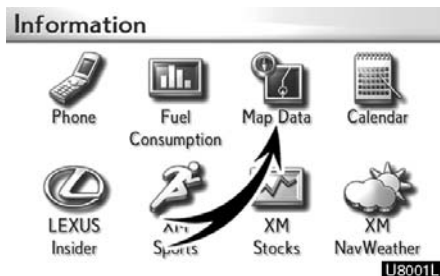 Information
Phone
Fuel
Consumption
Map Data
Calendar
LEXUS
Insider
Sports
XM
Stocks
XM
NavWeather
U8001L